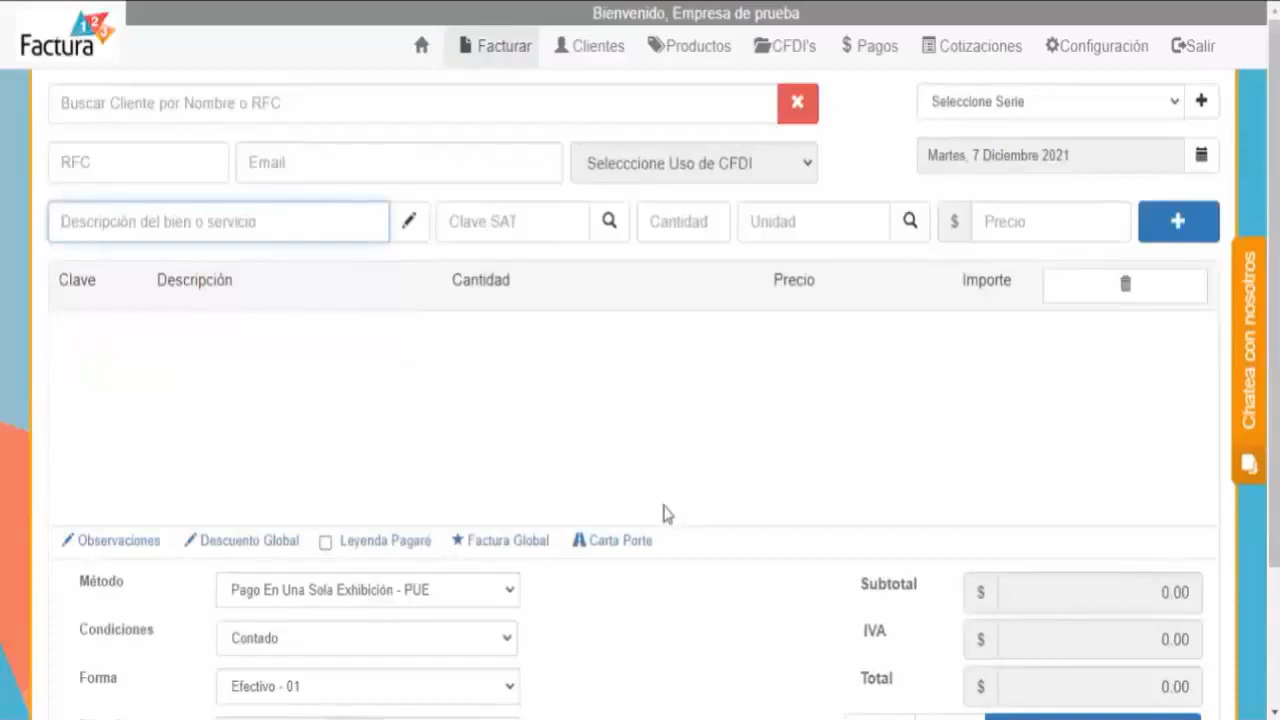 Bienvenido, Empresa de prueba
123
Factura
Facturar Clientes Productos CFDI's $ Pagos Cotizaciones Configuración Salir
Buscar Cliente por Nombre o RFC
Seleccione Serie
RFC Email Selecccione Uso de CFDI
Martes, 7 Diciembre 2021
Descripción del bien o servicio Clave SAT Cantidad Unidad $ Precio +
Clave Descripción Cantidad Precio Importe
Chatea con nosotros
Observaciones Descuento Global Leyenda Pagaré Factura Global Carta Porte
Método Pago En Una Sola Exhibición - PUE Subtotal $ 0.00
Condiciones Contado IVA $ 0.00
Forma Efectivo - 01 Total $ 0.00